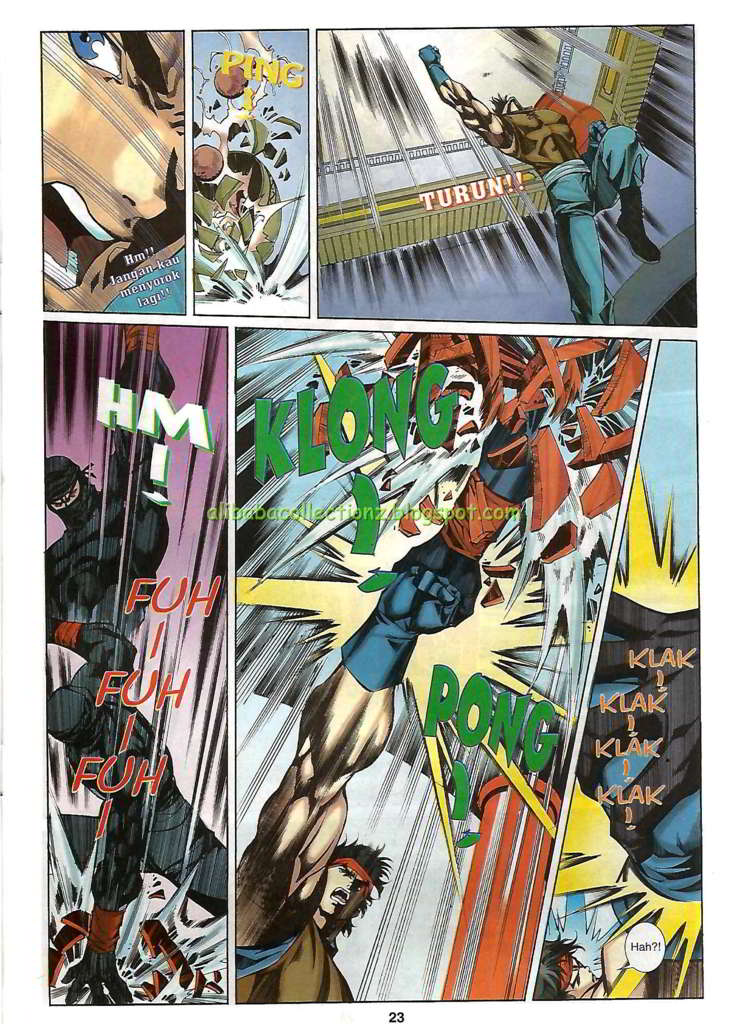 Hm!!
Jangan kau
menyorok
lagi!!
PING
!
TURUN!!
HM
!
FUH
!
FUH
!
FUH
!
KLONG
!
alibabacollectionz.blogspot.com
PONG
!
KLAK
!
KLAK
!
KLAK
!
KLAK
!
Hah?!
23